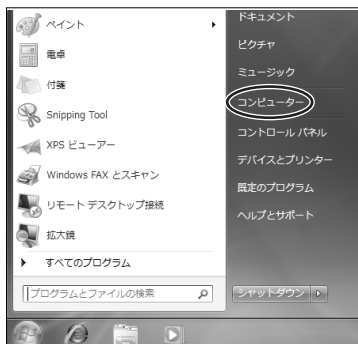 ペイント
電卓
付箋
Snipping Tool
XPS ビューアー
Windows FAX とスキャン
リモート デスクトップ接続
拡大鏡
すべてのプログラム
プログラムとファイルの検索
ドキュメント
ピクチャ
ミュージック
コンピューター
コントロール パネル
デバイスとプリンター
既定のプログラム
ヘルプとサポート
シャットダウン